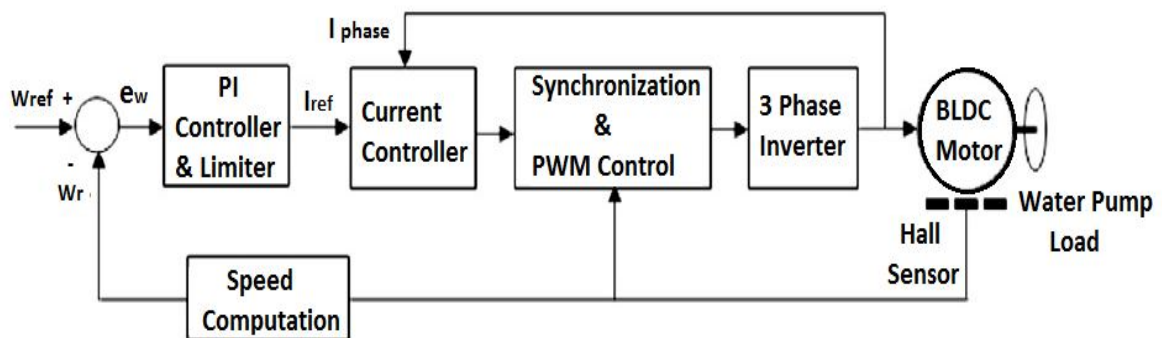 I phase
Wref +
ew
PI
Controller
& Limiter
Iref
Current
Controller
Synchronization
&
PWM Control
3 Phase
Inverter
BLDC
Motor
-
Wr
Water Pump
Load
Hall
Sensor
Speed
Computation